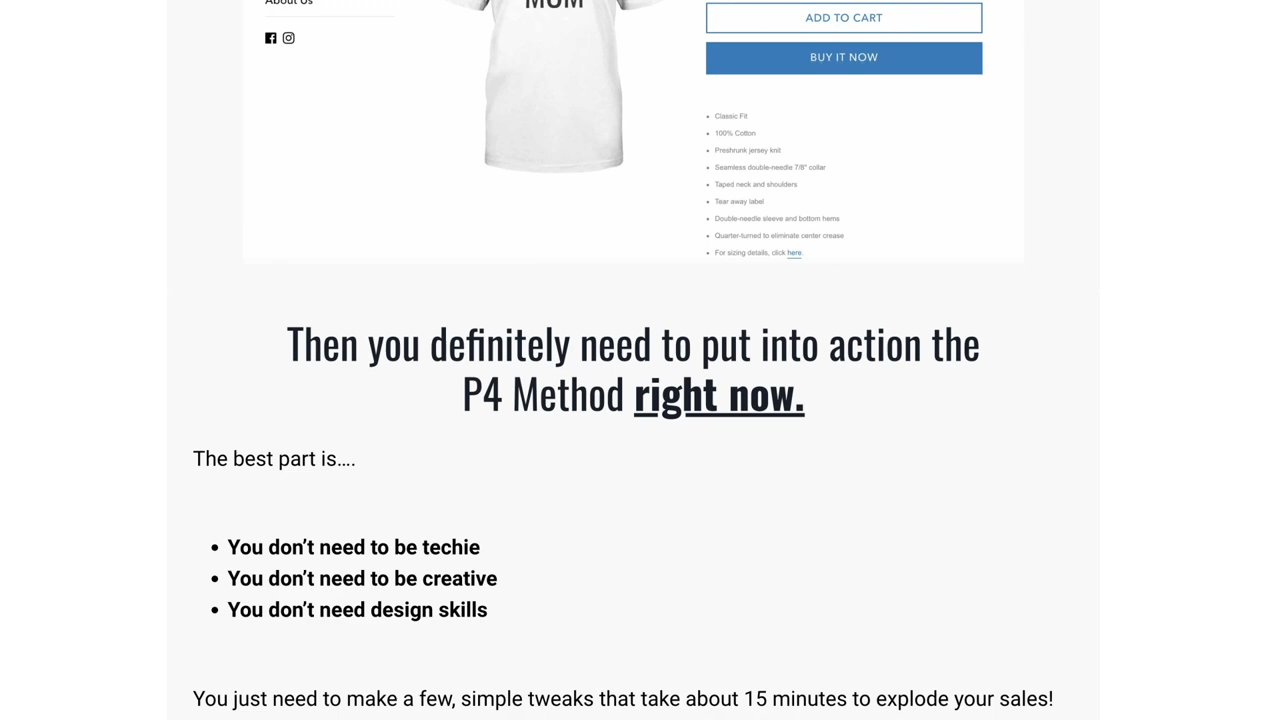 About Us
MOM
ADD TO CART
BUY IT NOW
Classic Fit
100% Cotton
Preshrunk jersey knit
Seamless double-needle 7/8" collar
Taped neck and shoulders
Tear away label
Double-needle sleeve and bottom hems
Quarter-turned to eliminate center crease
For sizing details, click here.
Then you definitely need to put into action the
P4 Method right now.
The best part is….
• You don’t need to be techie
• You don’t need to be creative
• You don’t need design skills
You just need to make a few, simple tweaks that take about 15 minutes to explode your sales!